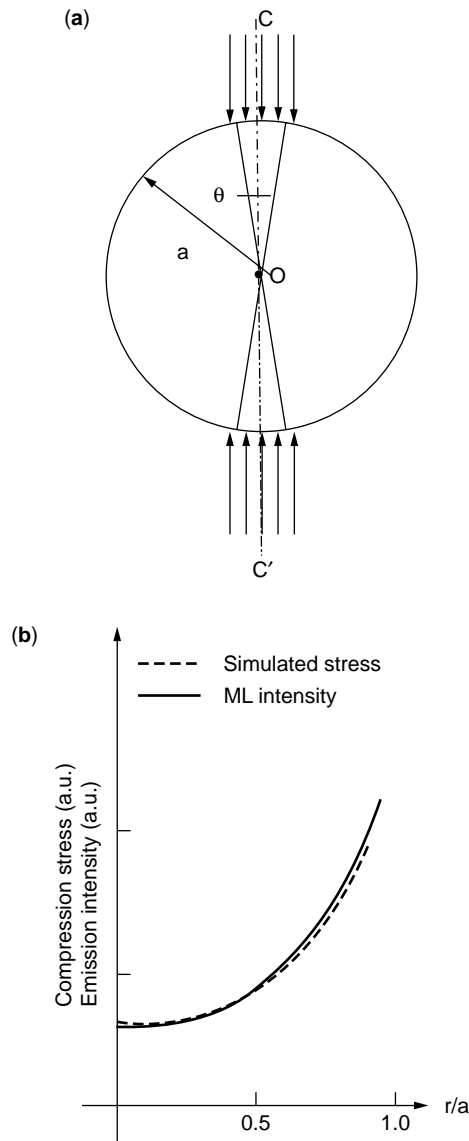 (a)
C
θ
a
O
C′
(b)
Simulated stress
ML intensity
Compression stress (a.u.)
Emission intensity (a.u.)
0.5
1.0
r/a